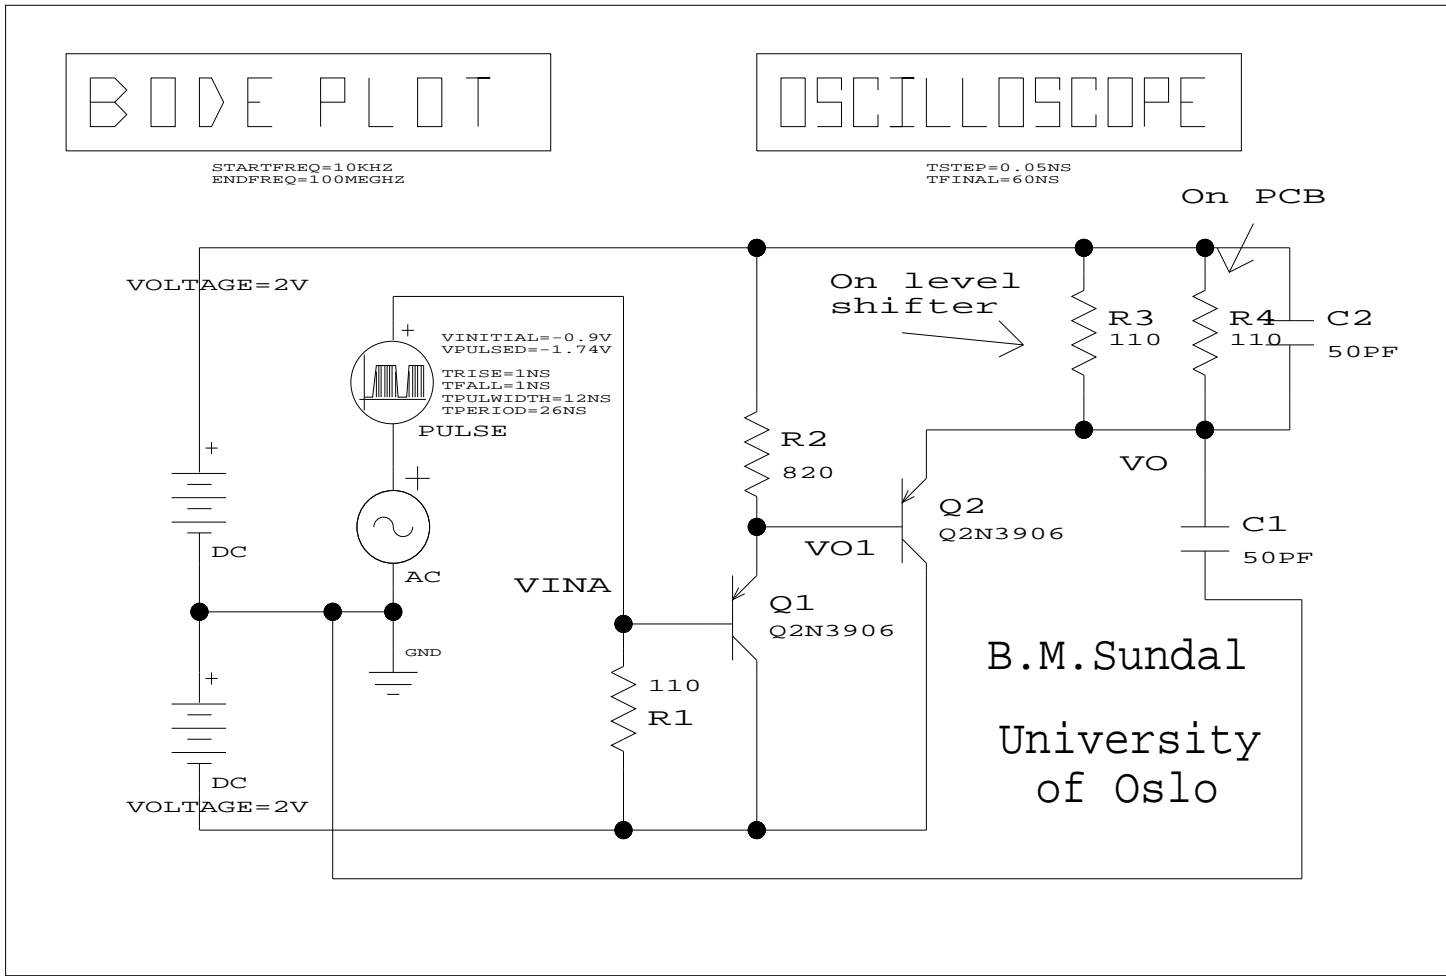 BODE PLOT
STARTFREQ=10KHZ
ENDFREQ=100MEGHZ
OSCILLOSCOPE
TSTEP=0.05NS
TFINAL=60NS
On PCB
VOLTAGE=2V
+
VINITIAL=-0.9V
VPULSED=-1.74V
TRISE=1NS
TFALL=1NS
TPULWIDTH=12NS
TPERIOD=26NS
PULSE
On level
shifter
R3
110
R4
110
C2
50PF
+
DC
+
AC
R2
820
VO
VO1
Q2
Q2N3906
C1
50PF
VINA
Q1
Q2N3906
GND
+
DC
VOLTAGE=2V
110
R1
B.M.Sundal
University
of Oslo